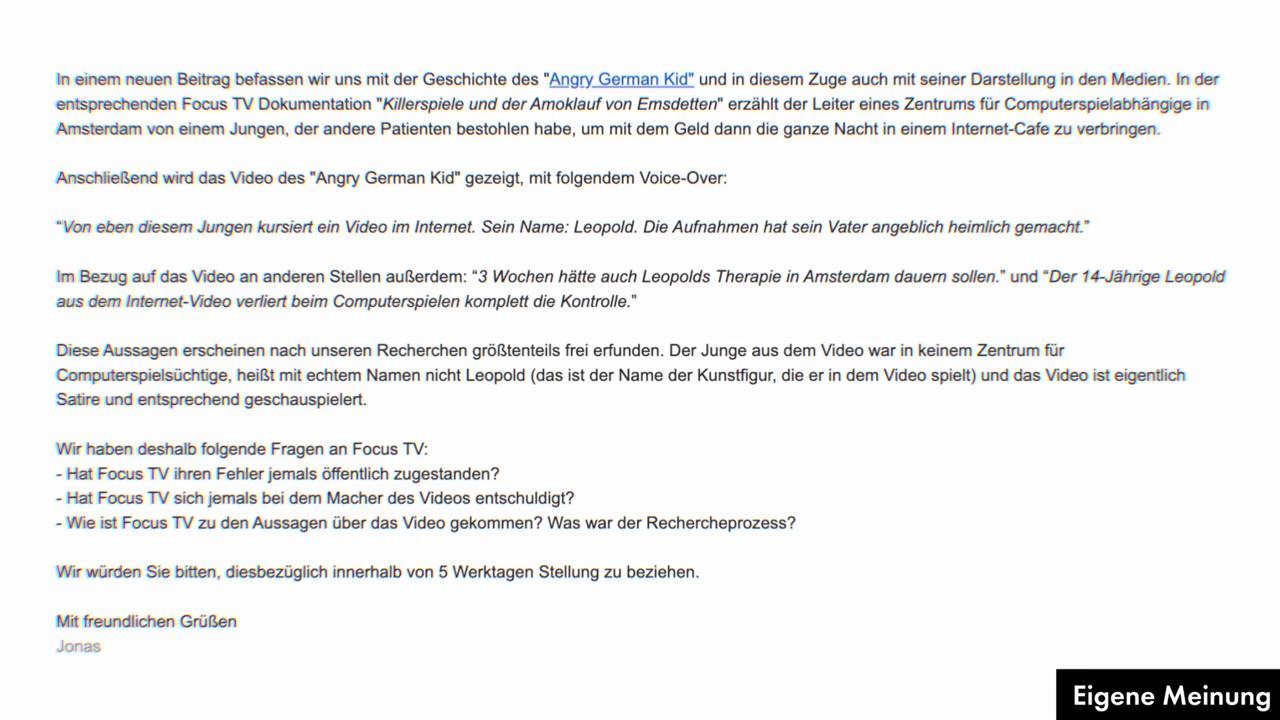 In einem neuen Beitrag befassen wir uns mit der Geschichte des "Angry German Kid" und in diesem Zuge auch mit seiner Darstellung in den Medien. In der
entsprechenden Focus TV Dokumentation "Killerspiele und der Amoklauf von Emsdetten" erzählt der Leiter eines Zentrums für Computerspielabhängige in
Amsterdam von einem Jungen, der andere Patienten bestohlen habe, um mit dem Geld dann die ganze Nacht in einem Internet-Cafe zu verbringen.
Anschließend wird das Video des "Angry German Kid" gezeigt, mit folgendem Voice-Over:
“Von eben diesem Jungen kursiert ein Video im Internet. Sein Name: Leopold. Die Aufnahmen hat sein Vater angeblich heimlich gemacht.”
Im Bezug auf das Video an anderen Stellen außerdem: “3 Wochen hätte auch Leopolds Therapie in Amsterdam dauern sollen.” und “Der 14-Jährige Leopold
aus dem Internet-Video verliert beim Computerspielen komplett die Kontrolle.”
Diese Aussagen erscheinen nach unseren Recherchen größtenteils frei erfunden. Der Junge aus dem Video war in keinem Zentrum für
Computerspielsüchtige, heißt mit echtem Namen nicht Leopold (das ist der Name der Kunstfigur, die er in dem Video spielt) und das Video ist eigentlich
Satire und entsprechend geschauspielert.
Wir haben deshalb folgende Fragen an Focus TV:
- Hat Focus TV ihren Fehler jemals öffentlich zugestanden?
- Hat Focus TV sich jemals bei dem Macher des Videos entschuldigt?
- Wie ist Focus TV zu den Aussagen über das Video gekommen? Was war der Rechercheprozess?
Wir würden Sie bitten, diesbezüglich innerhalb von 5 Werktagen Stellung zu beziehen.
Mit freundlichen Grüßen
Jonas
Eigene Meinung